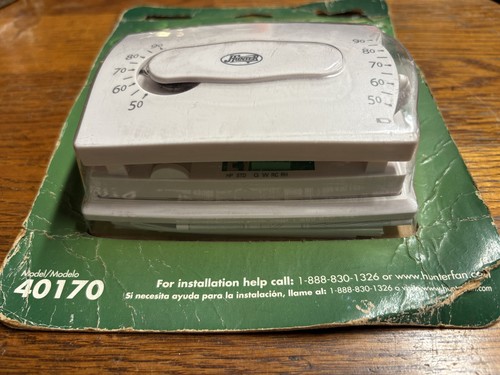 HUNTER
90
80
70
60
50
90
80
70
60
50
Model/Modelo
40170
For installation help call: 1-888-830-1326 or www.hunterfan.com
Si necesita ayuda para la instalación, llame al: 1-888-830-1326 o